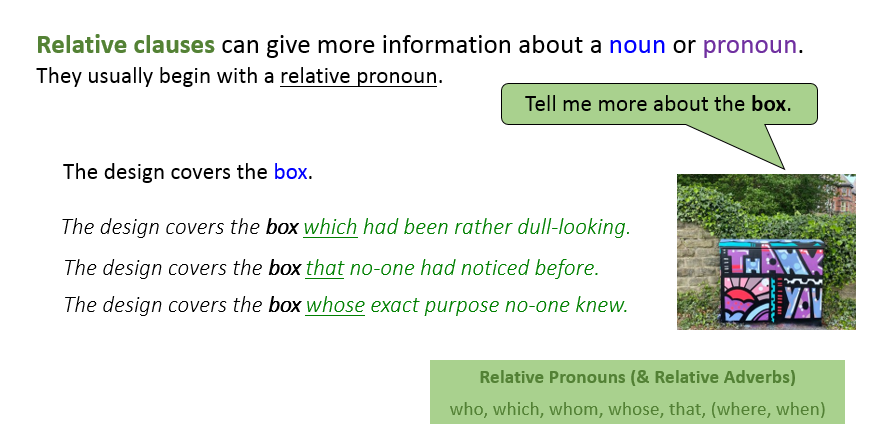 Relative clauses can give more information about a noun or pronoun.
They usually begin with a relative pronoun.
Tell me more about the box.
The design covers the box.
The design covers the box which had been rather dull-looking.
The design covers the box that no-one had noticed before.
The design covers the box whose exact purpose no-one knew.
THANK
YOU
Relative Pronouns (& Relative Adverbs)
who, which, whom, whose, that, (where, when)